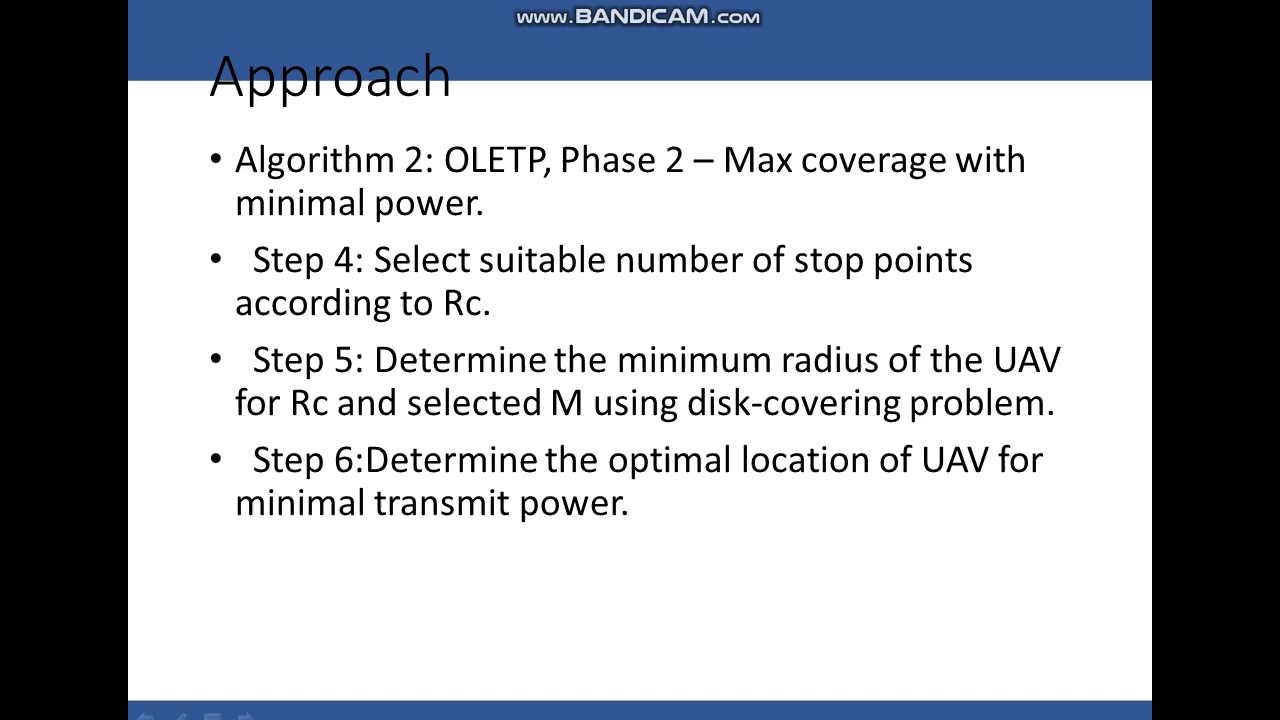 www.BANDICAM.com
Approach
• Algorithm 2: OLETP, Phase 2 – Max coverage with
minimal power.
• Step 4: Select suitable number of stop points
according to Rc.
• Step 5: Determine the minimum radius of the UAV
for Rc and selected M using disk-covering problem.
• Step 6:Determine the optimal location of UAV for
minimal transmit power.